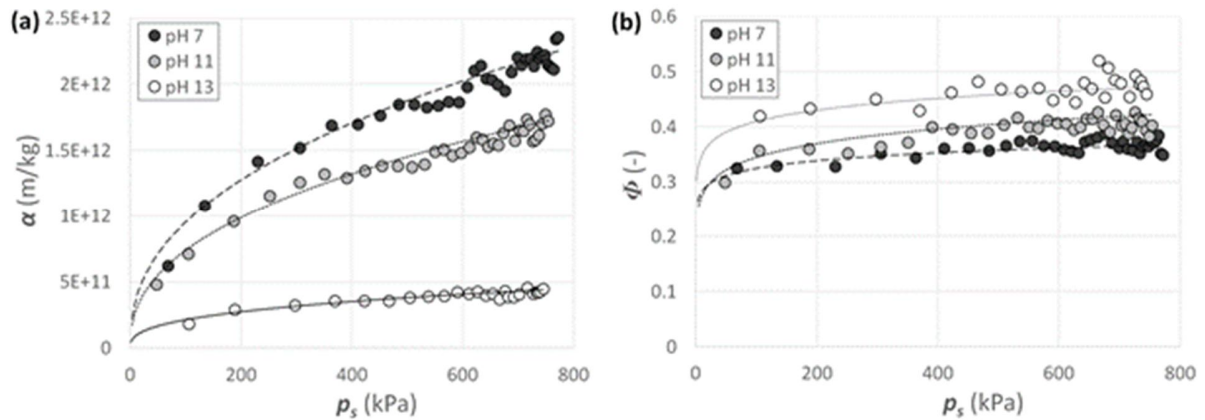 (a)
2.5E+12
2E+12
1.5E+12
1E+12
5E+11
0
α (m/kg)
pH 7
pH 11
pH 13
0 200 400 600 800
pₛ (kPa)
(b)
0.6
0.5
0.4
0.3
0.2
0.1
0
Φ (-)
pH 7
pH 11
pH 13
0 200 400 600 800
pₛ (kPa)